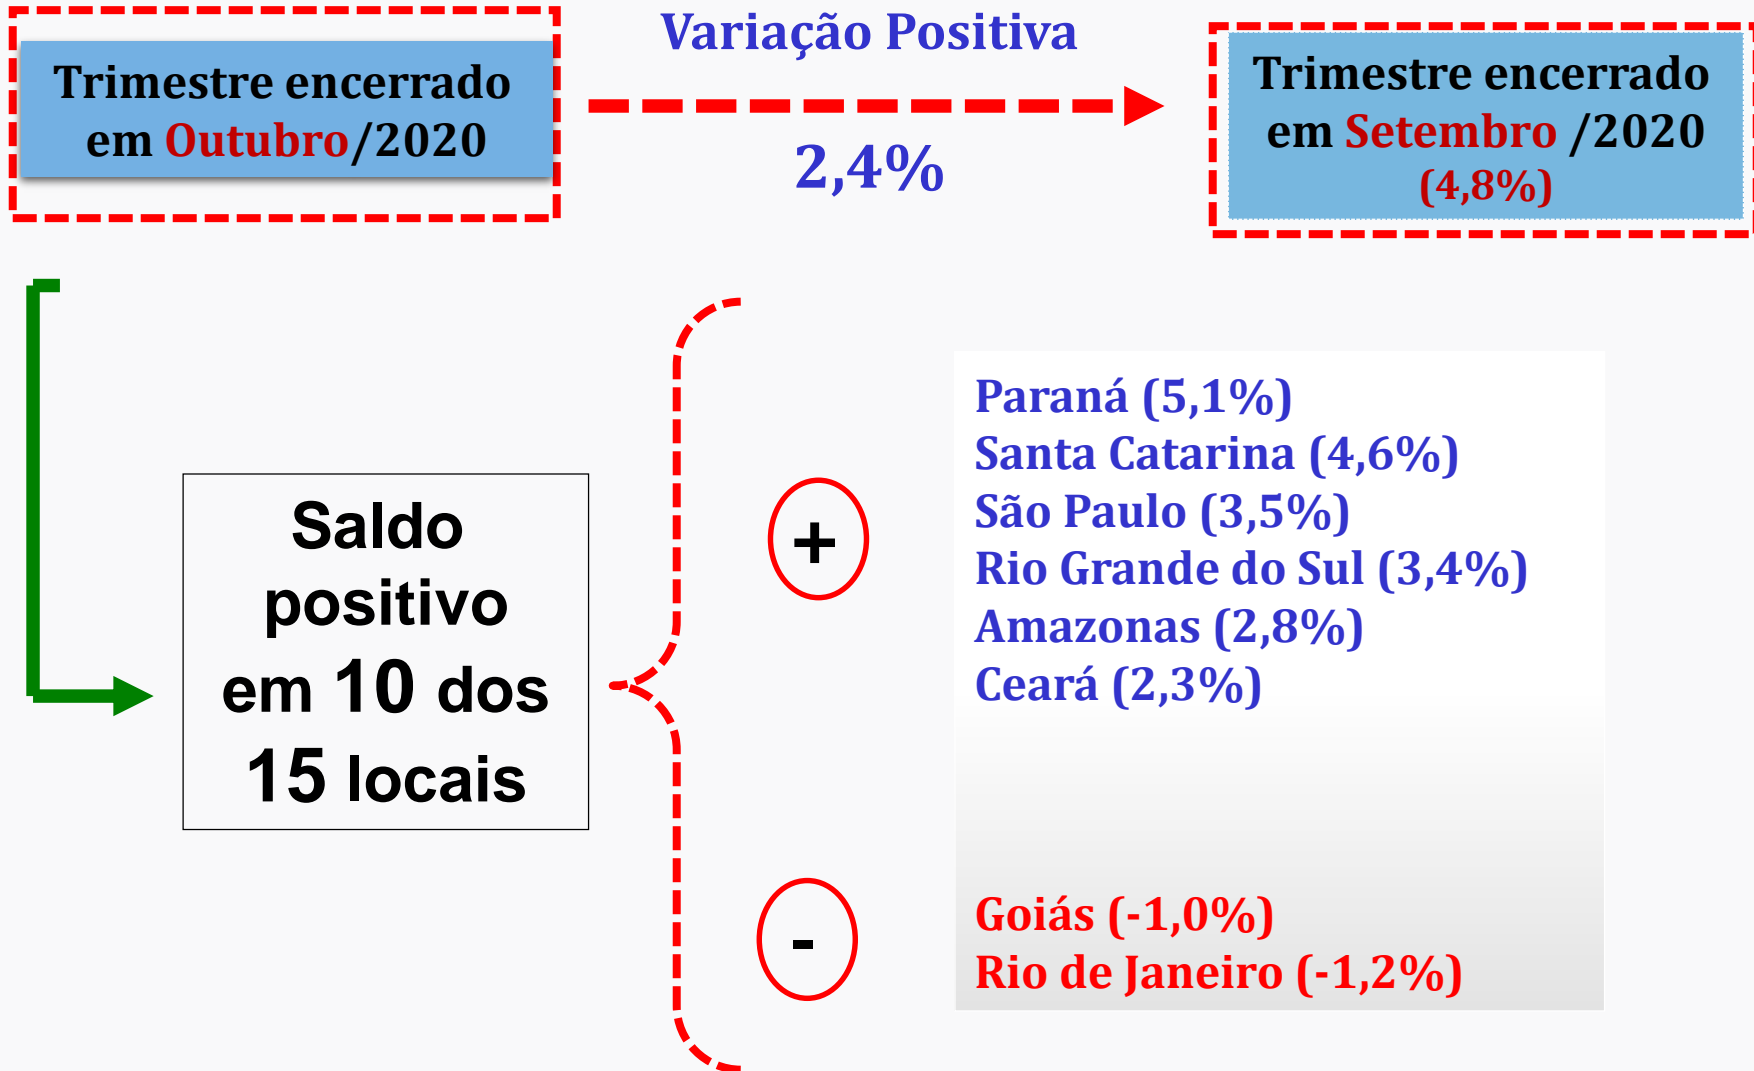 Trimestre encerrado
em Outubro/2020
Variação Positiva
2,4%
Trimestre encerrado
em Setembro /2020
(4,8%)
Saldo
positivo
em 10 dos
15 locais
+
Paraná (5,1%)
Santa Catarina (4,6%)
São Paulo (3,5%)
Rio Grande do Sul (3,4%)
Amazonas (2,8%)
Ceará (2,3%)
-
Goiás (-1,0%)
Rio de Janeiro (-1,2%)